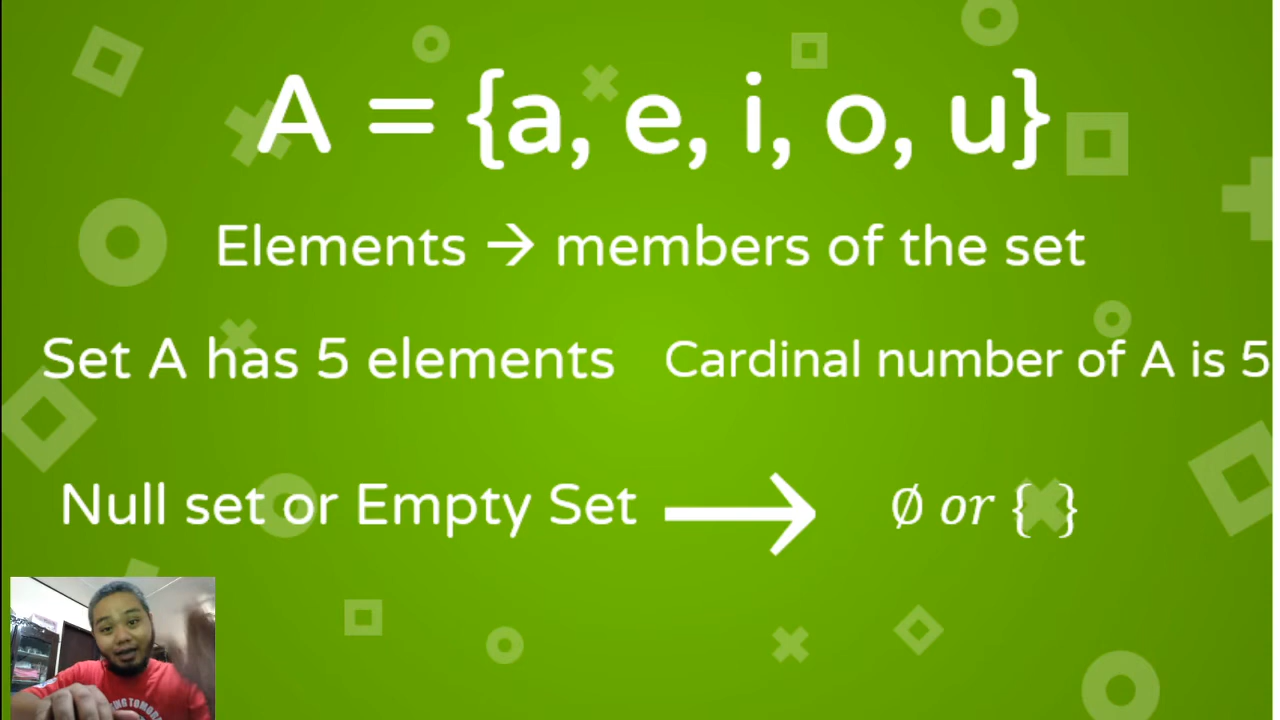 A = {a, e, i, o, u}
Elements → members of the set
Set A has 5 elements
Cardinal number of A is 5
Null set or Empty Set → ∅ or { }